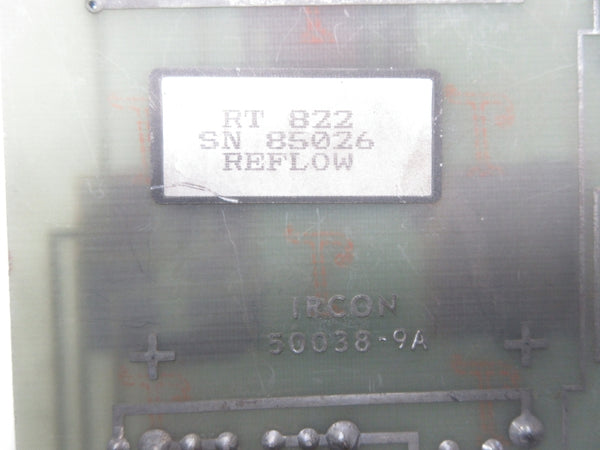 RT 822
SN 85026
REFLOW
IRCON
50038-9A